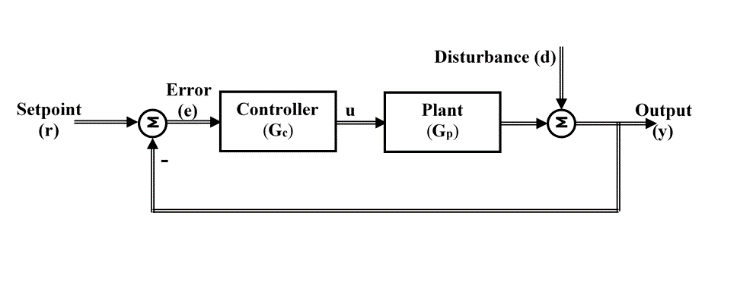 Disturbance (d)
Error
(e)
Setpoint
(r)
Σ
Controller
(Gc)
u
Plant
(Gp)
Σ
Output
(y)
-